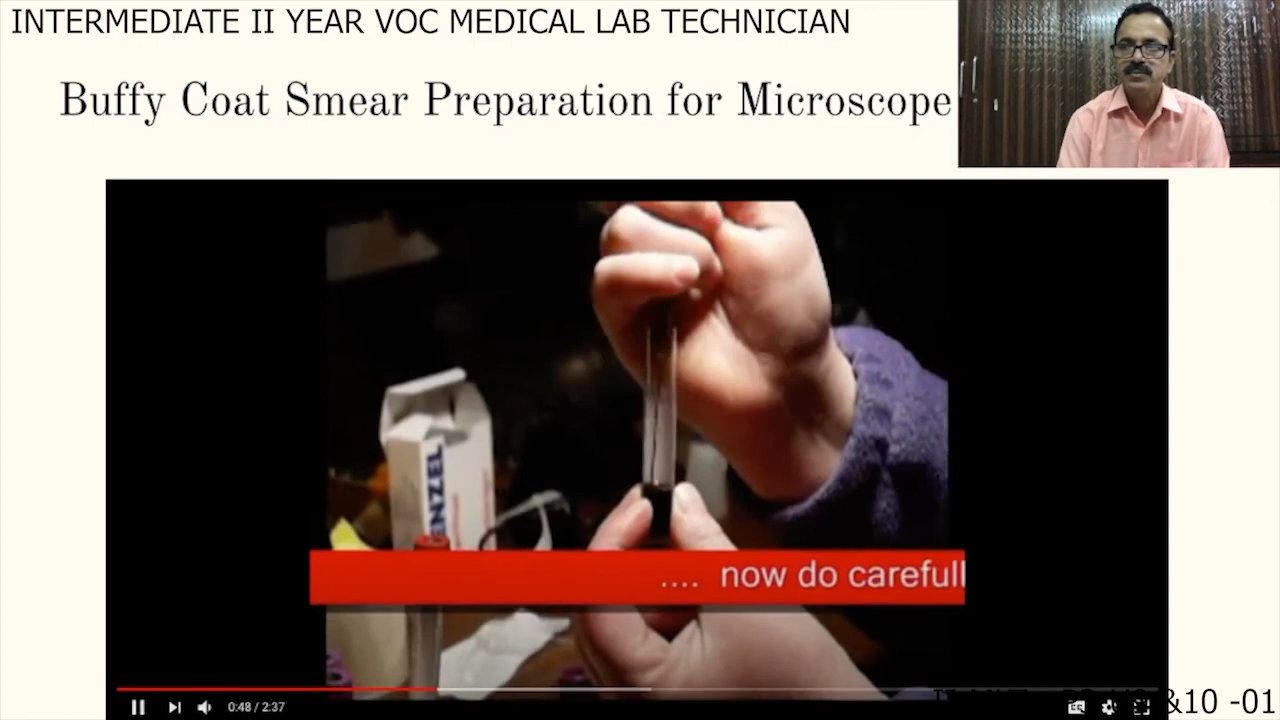 INTERMEDIATE II YEAR VOC MEDICAL LAB TECHNICIAN
Buffy Coat Smear Preparation for Microscope
ENZEL
.... now do carefull
0:48 / 2:37
&10 -01